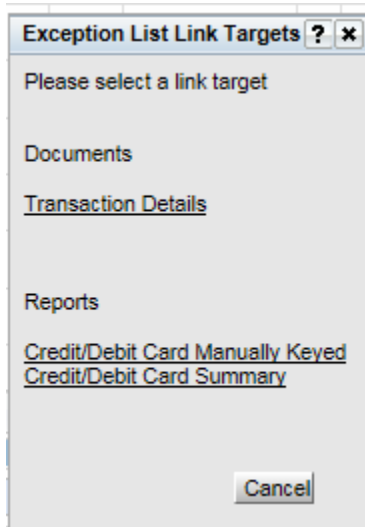 Exception List Link Targets ? ×
Please select a link target
Documents
Transaction Details
Reports
Credit/Debit Card Manually Keyed
Credit/Debit Card Summary
Cancel